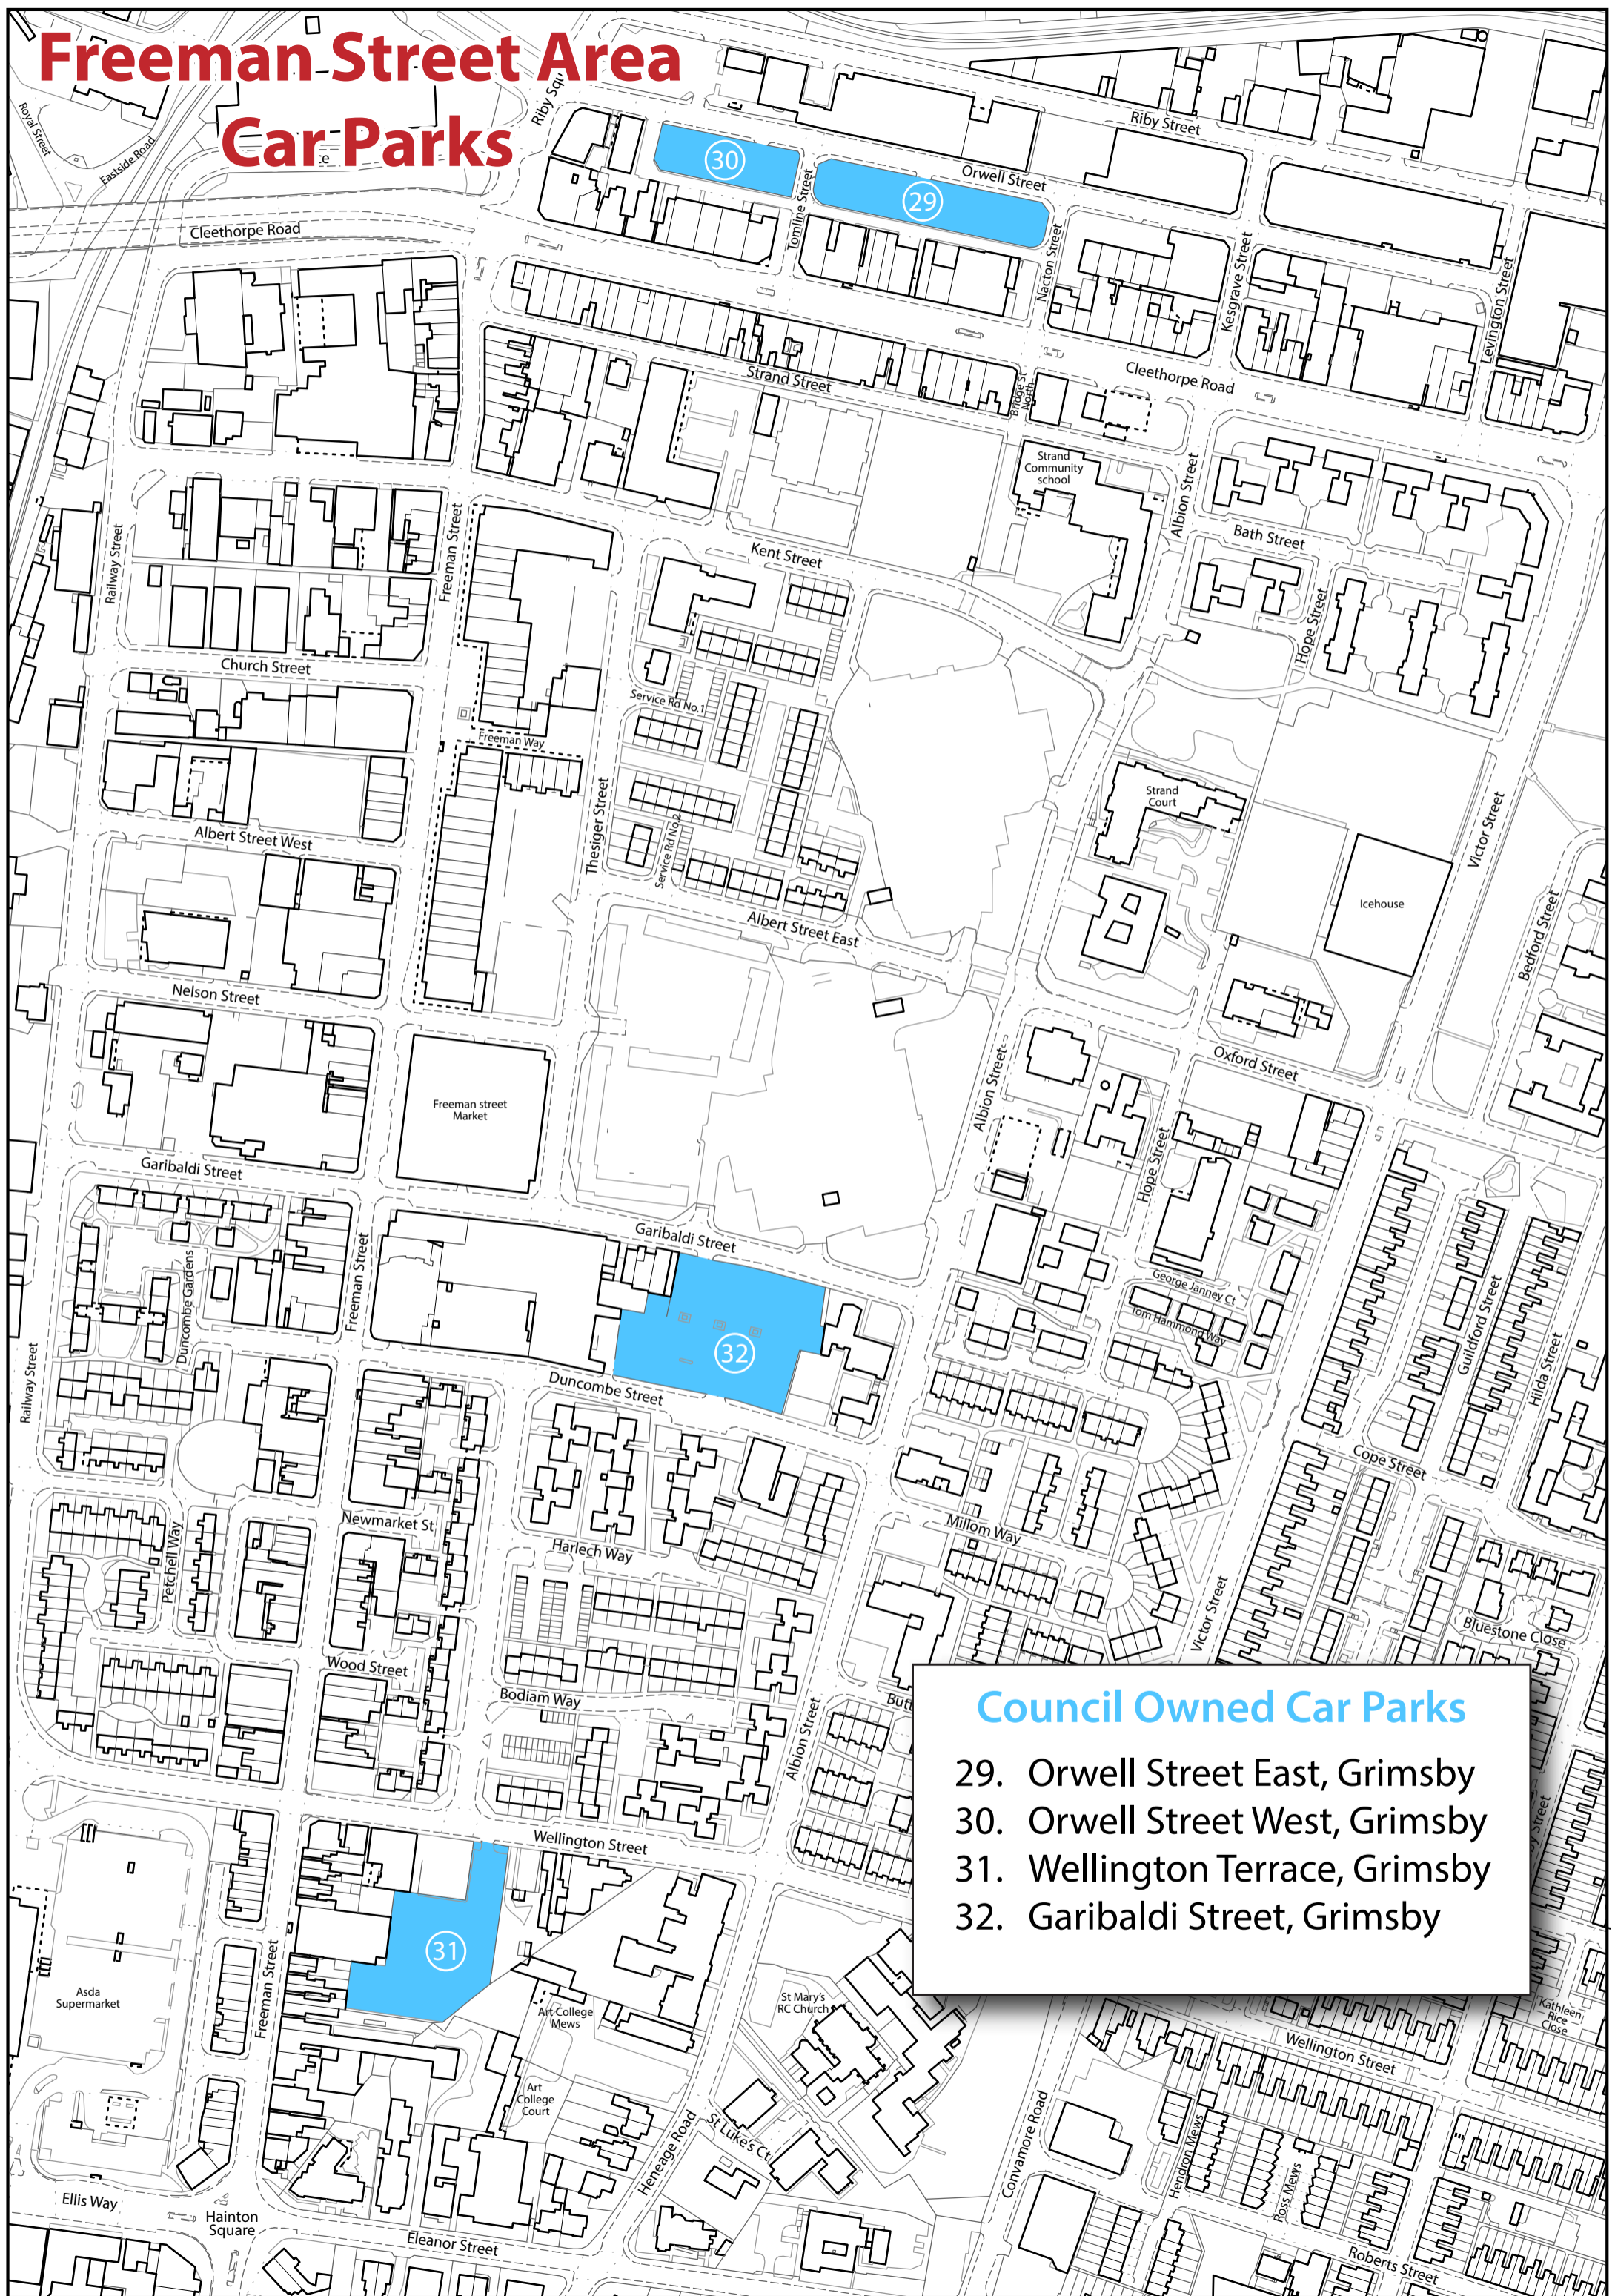 Freeman Street Area
Car Parks
Riby Squ
Royal Street
Eastside Road
Riby Street
30
Orwell Street
29
Tomline Street
Cleethorpe Road
Nacton Street
Kesgrave Street
Levington Street
Strand Street
Bridge St
North
Cleethorpe Road
Strand
Community
school
Albion Street
Bath Street
Freeman Street
Railway Street
Kent Street
Hope Street
Church Street
Service Rd No.1
Freeman Way
Strand
Court
Thesiger Street
Victor Street
Albert Street West
Service Rd No.2
Icehouse
Albert Street East
Bedford Street
Nelson Street
Oxford Street
Albion Street
Freeman street
Market
Hope Street
Garibaldi Street
Garibaldi Street
Freeman Street
Duncombe Gardens
George Janney Ct
Tom Hammond Way
Guildford Street
Hilda Street
32
Railway Street
Duncombe Street
Cope Street
Newmarket St
Millom Way
Harlech Way
Petchell Way
Victor Street
Bluestone Close
Wood Street
Bodiam Way
Albion Street
Butt
Council Owned Car Parks
29. Orwell Street East, Grimsby
30. Orwell Street West, Grimsby
31. Wellington Terrace, Grimsby
32. Garibaldi Street, Grimsby
Street
Wellington Street
31
Freeman Street
Asda
Supermarket
Art College
Mews
St Mary's
RC Church
Kathleen
Rice
Close
Wellington Street
Art
College
Court
Heneage Road
St Luke's Ct
Convamore Road
Hendron Mews
Ross Mews
Ellis Way
Hainton
Square
Eleanor Street
Roberts Street